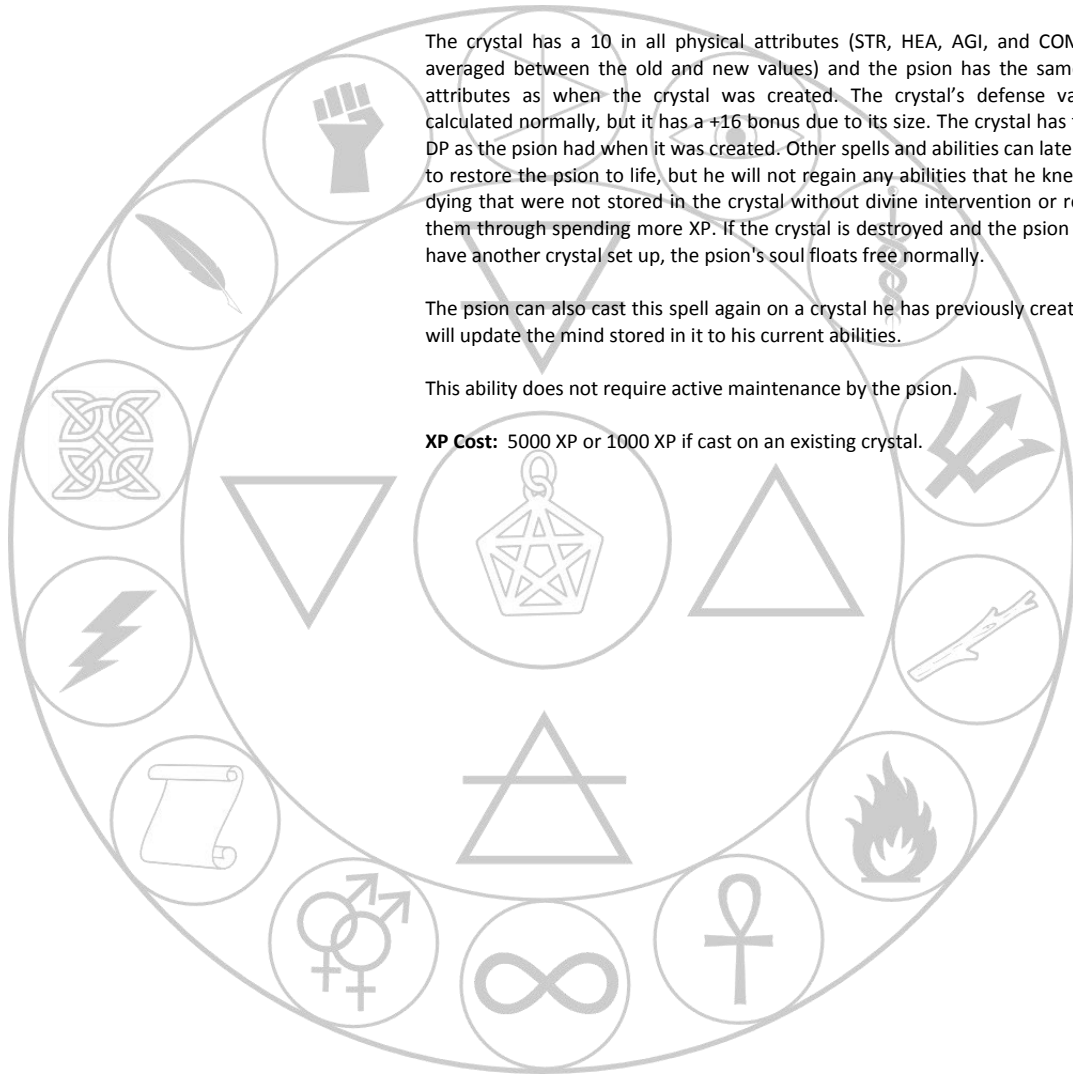 The crystal has a 10 in all physical attributes (STR, HEA, AGI, and COM
averaged between the old and new values) and the psion has the same
attributes as when the crystal was created. The crystal's defense va
calculated normally, but it has a +16 bonus due to its size. The crystal has t
DP as the psion had when it was created. Other spells and abilities can late
to restore the psion to life, but he will not regain any abilities that he kne
dying that were not stored in the crystal without divine intervention or re
them through spending more XP. If the crystal is destroyed and the psion
have another crystal set up, the psion's soul floats free normally.
The psion can also cast this spell again on a crystal he has previously creat
will update the mind stored in it to his current abilities.
This ability does not require active maintenance by the psion.
XP Cost: 5000 XP or 1000 XP if cast on an existing crystal.